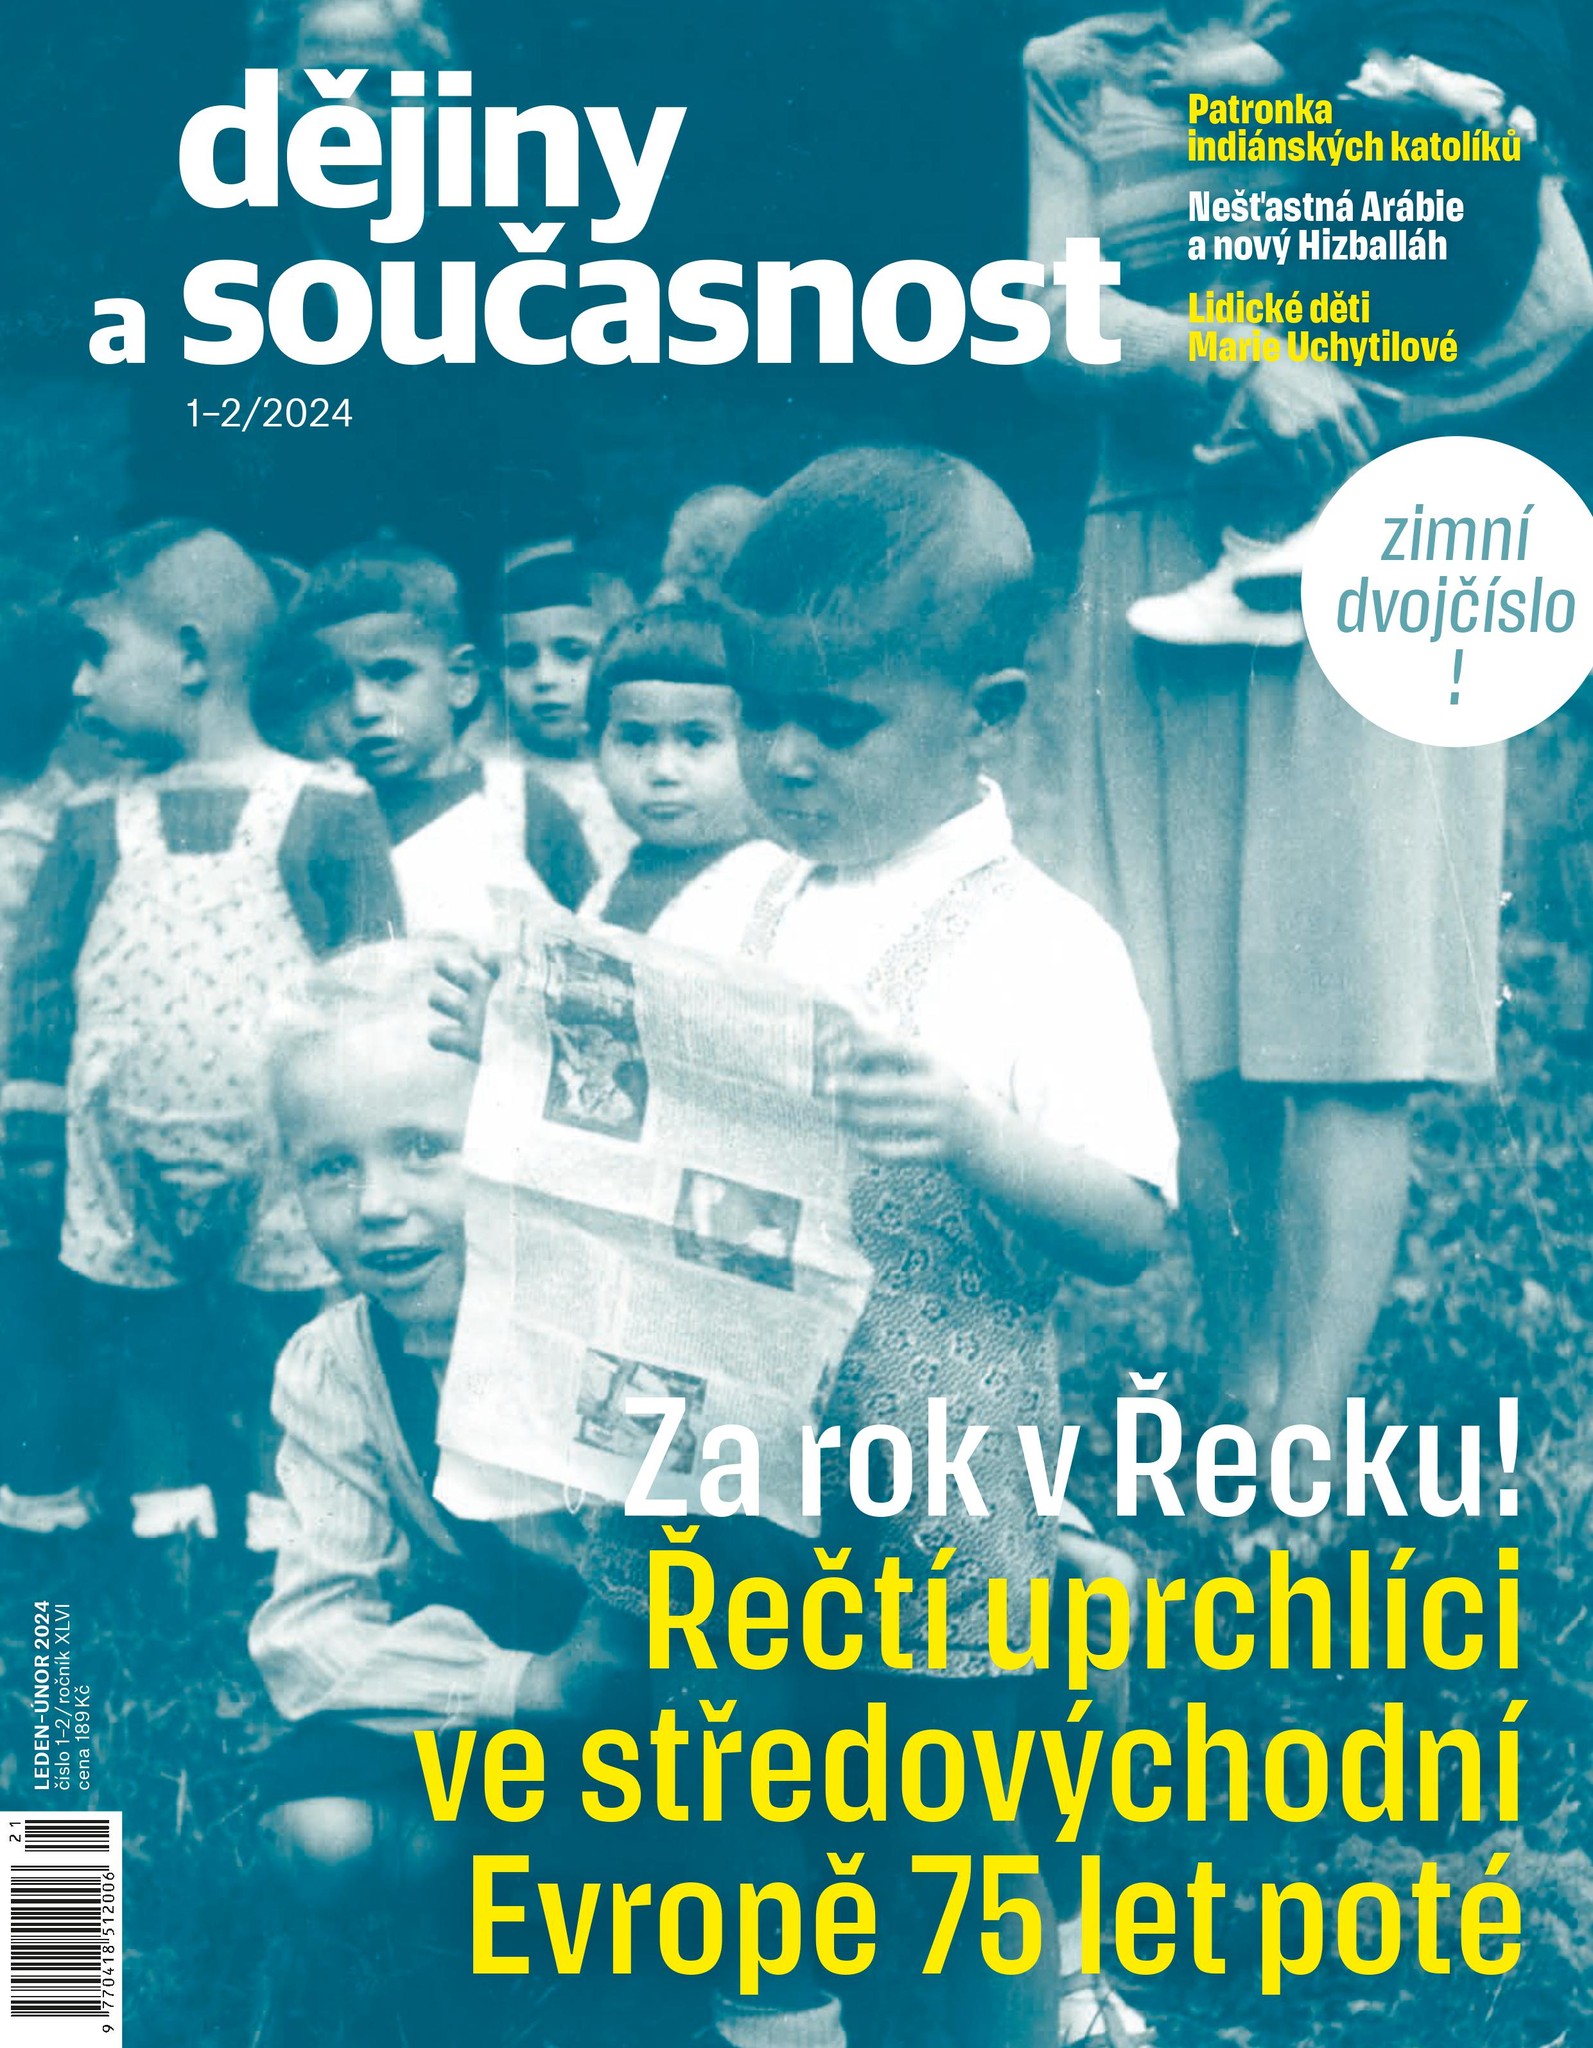 dějiny
a současnost
1–2/2024
Patronka
indiánských katolíků
Nešťastná Arábie
a nový Hizballáh
Lidické děti
Marie Uchytilové
zimní
dvojčíslo
!
Za rok v Řecku!
Řečtí uprchlíci
ve středovýchodní
Evropě 75 let poté
LEDEN–ÚNOR 2024
číslo 1–2/ročník XLVI
cena 189 Kč
21
9 770418 512006